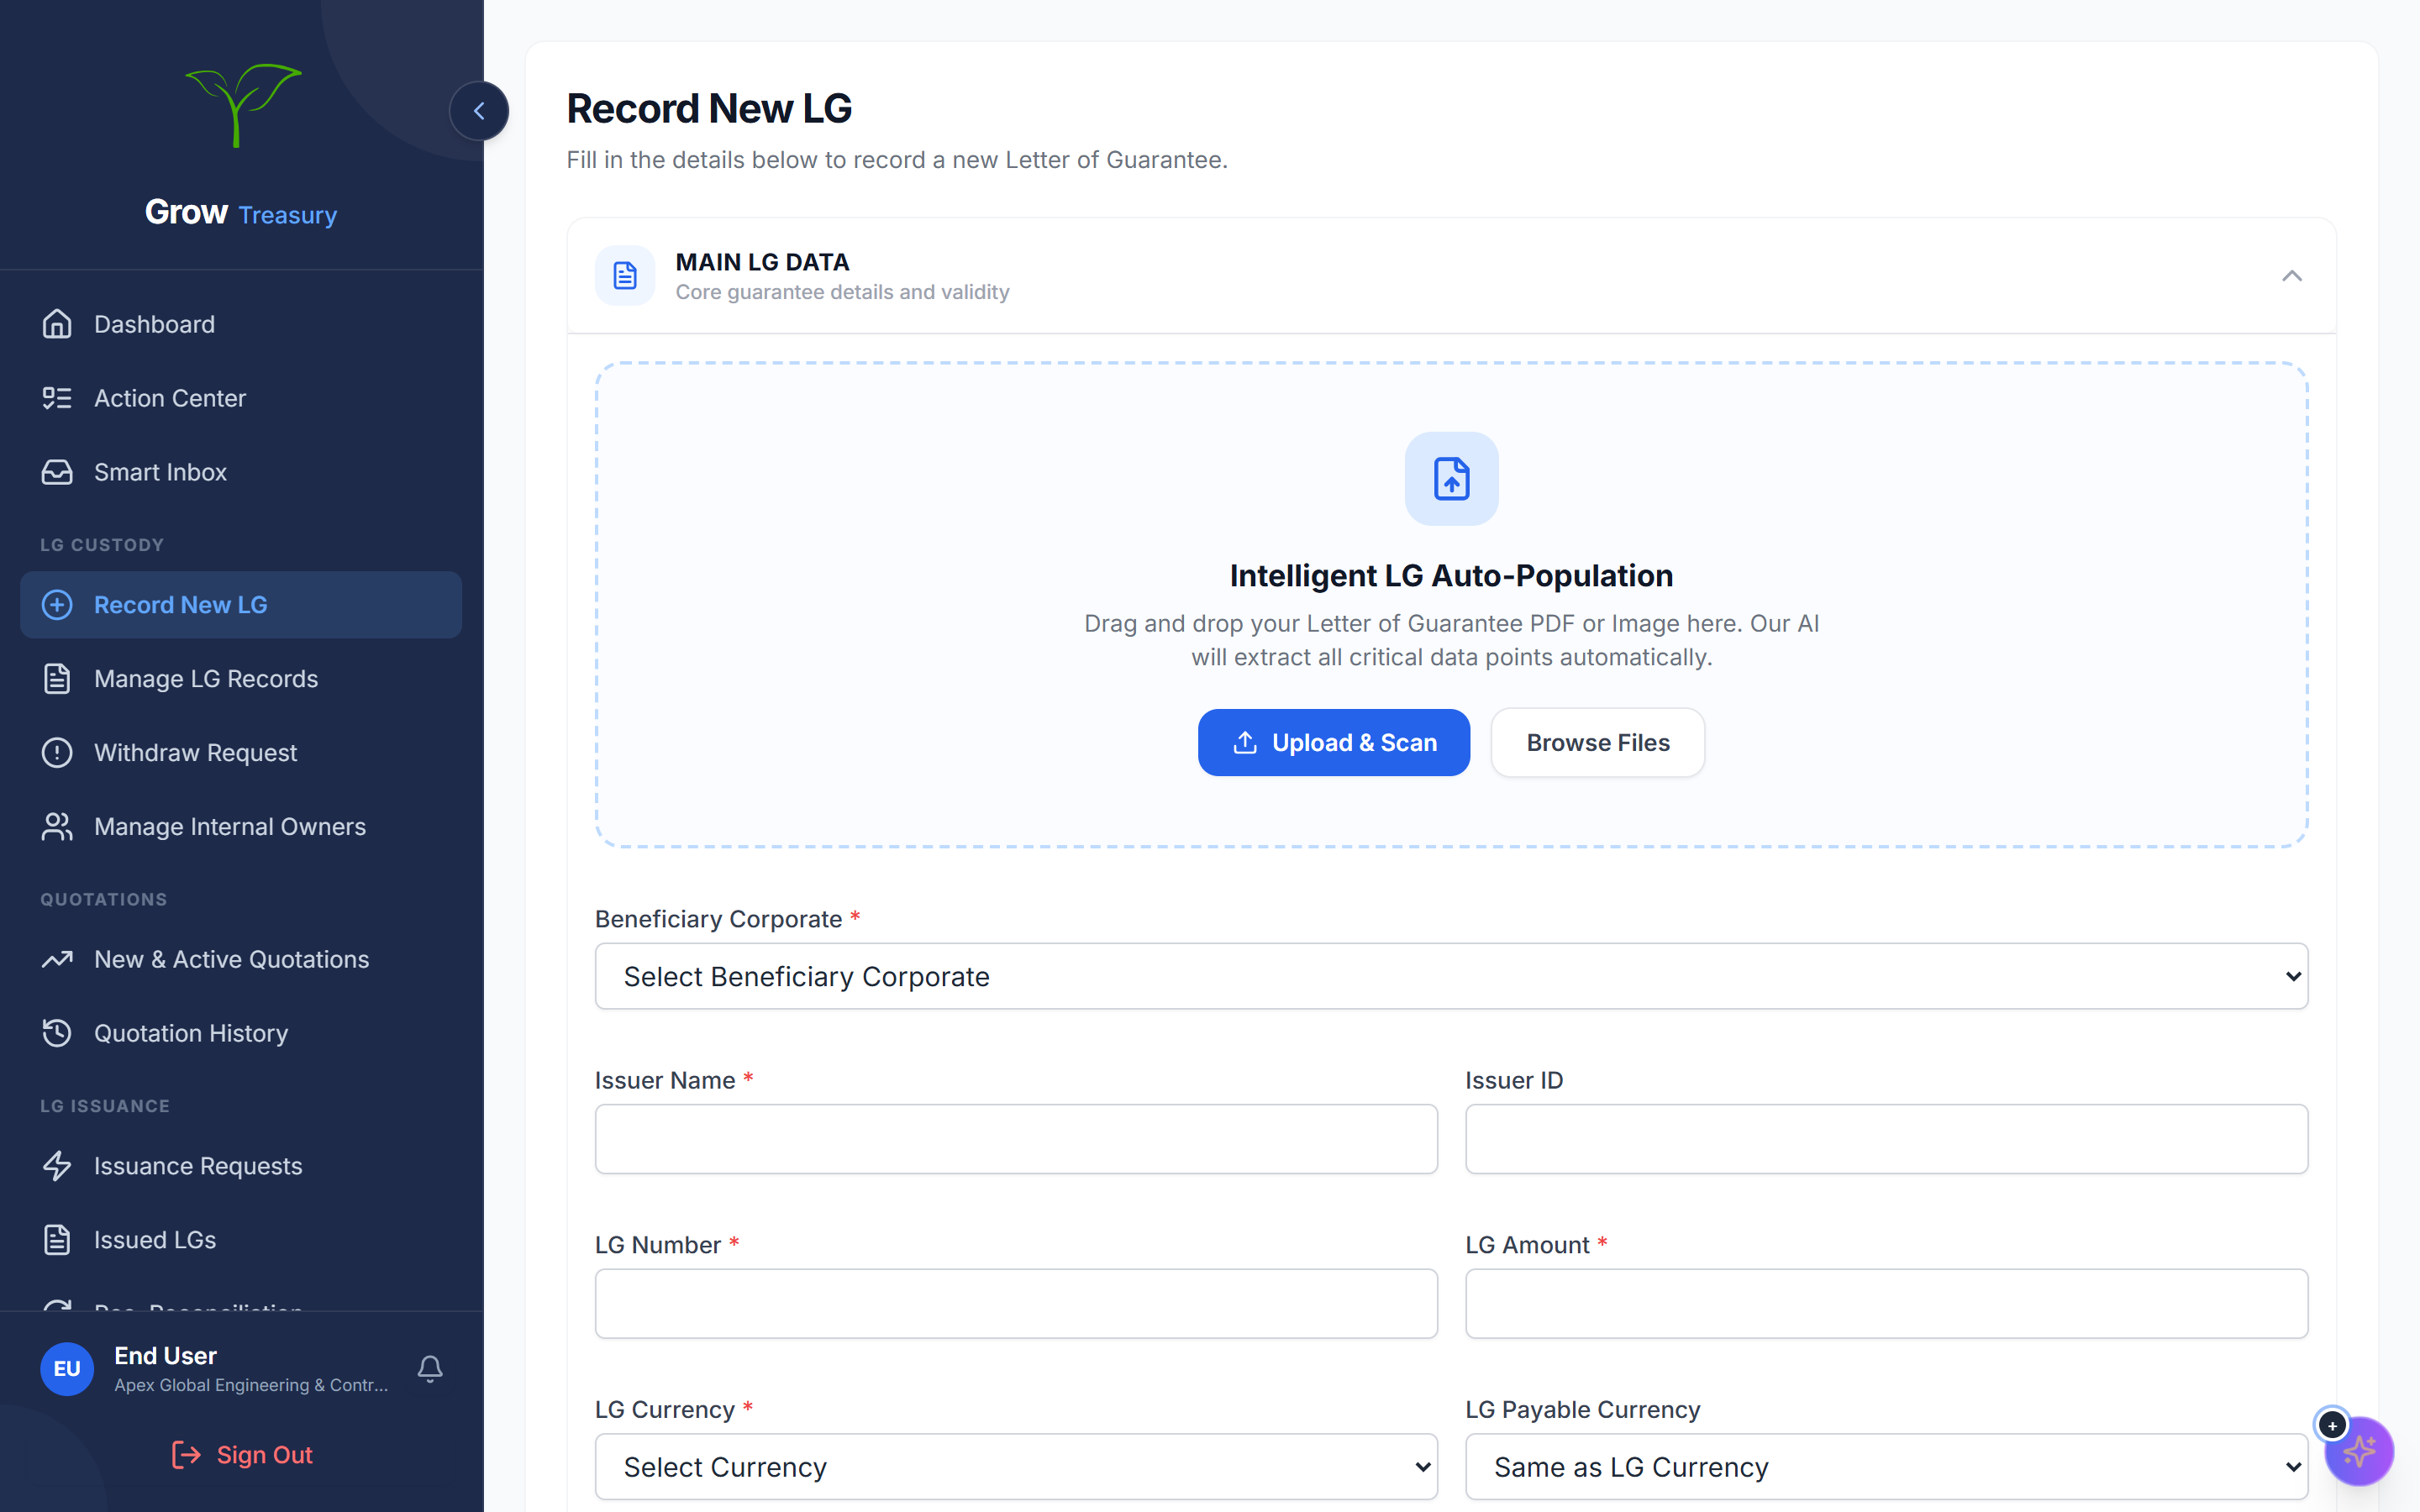 Grow Treasury
Dashboard
Action Center
Smart Inbox
LG CUSTODY
Record New LG
Manage LG Records
Withdraw Request
Manage Internal Owners
QUOTATIONS
New & Active Quotations
Quotation History
LG ISSUANCE
Issuance Requests
Issued LGs
EU
End User
Apex Global Engineering & Contr...
Sign Out
Record New LG
Fill in the details below to record a new Letter of Guarantee.
MAIN LG DATA
Core guarantee details and validity
Intelligent LG Auto-Population
Drag and drop your Letter of Guarantee PDF or Image here. Our AI
will extract all critical data points automatically.
Upload & Scan
Browse Files
Beneficiary Corporate *
Select Beneficiary Corporate
Issuer Name *
Issuer ID
LG Number *
LG Amount *
LG Currency *
LG Payable Currency
Select Currency
Same as LG Currency